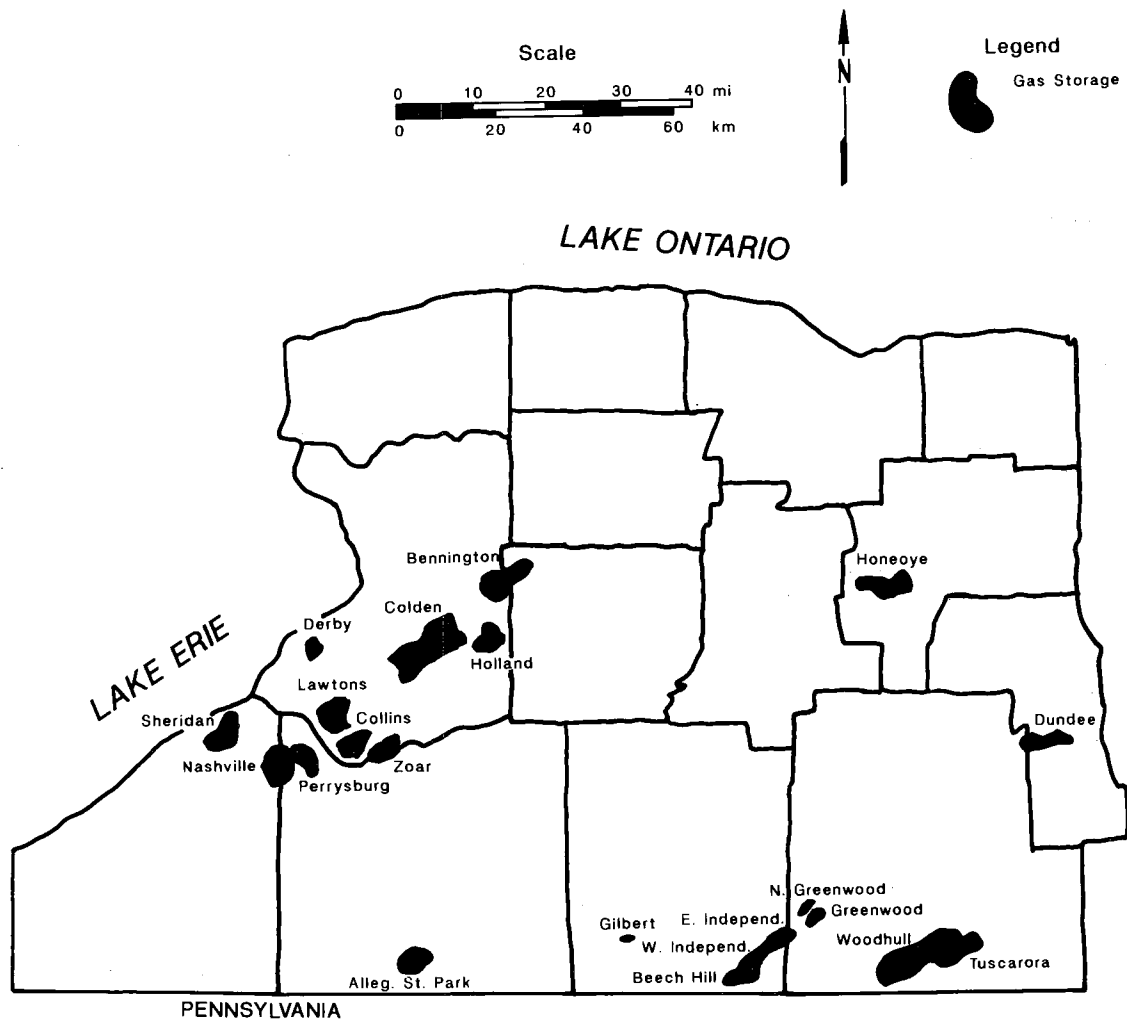 Scale
0 10 20 30 40 mi
0 20 40 60 km
N
Legend
Gas Storage
LAKE ONTARIO
LAKE ERIE
Bennington
Honeoye
Colden
Derby
Holland
Lawtons
Sheridan
Collins
Dundee
Nashville
Zoar
Perrysburg
N. Greenwood
Gilbert
E. Independ.
Greenwood
W. Independ.
Woodhull
Beech Hill
Tuscarora
Alleg. St. Park
PENNSYLVANIA